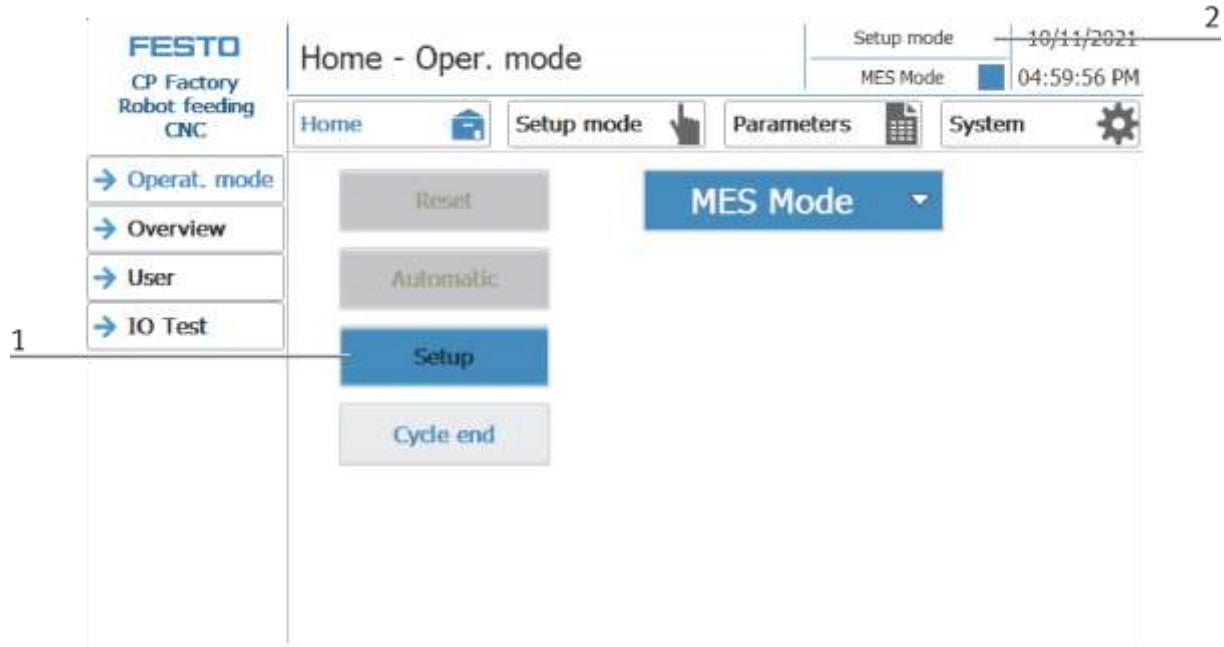 2
FESTO
CP Factory
Robot feeding
CNC
Home - Oper. mode
Setup mode
10/11/2021
MES Mode
04:59:56 PM
Home
Setup mode
Parameters
System
Operat. mode
Overview
User
IO Test
Reset
MES Mode
Automatic
1
Setup
Cycle end